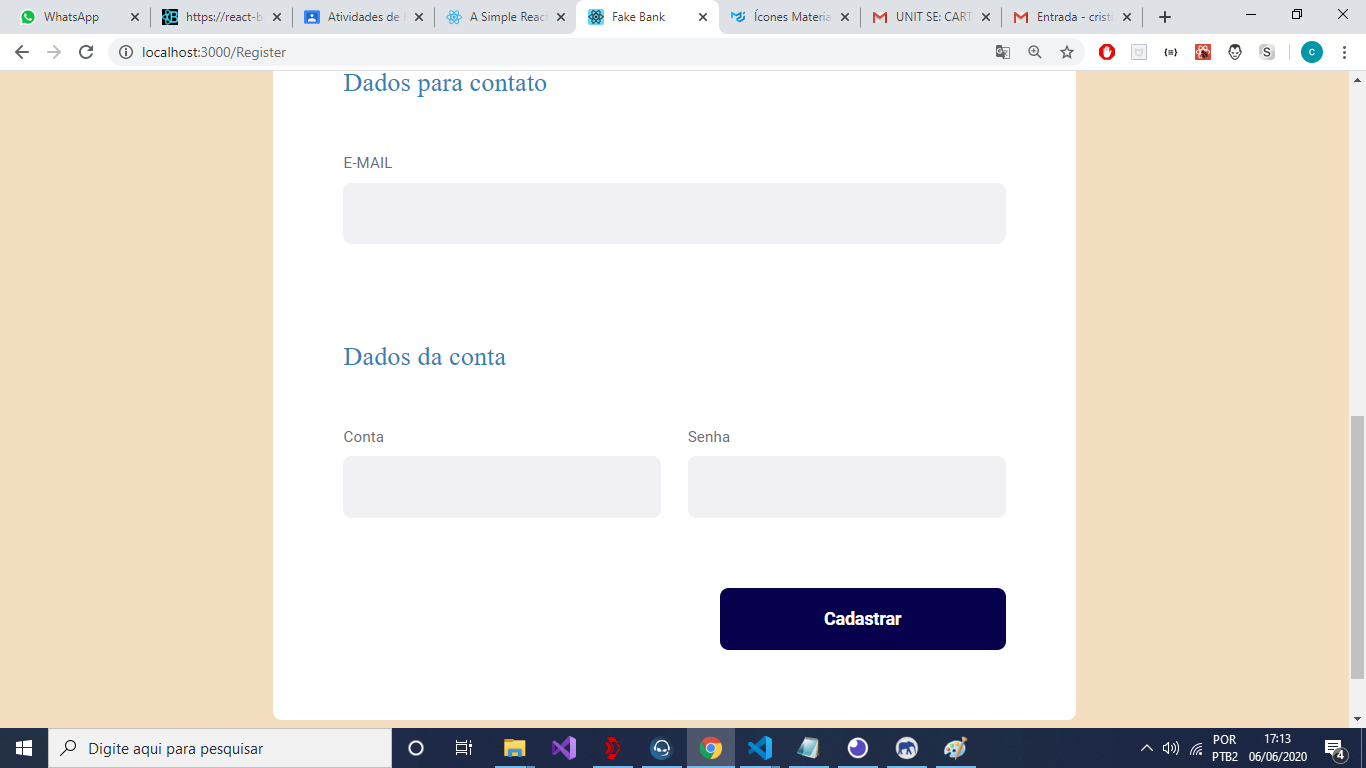 WhatsApp
https://react-b
Atividades de
A Simple Reac
Fake Bank
Ícones Materia
UNIT SE: CART
Entrada - crist
localhost:3000/Register
Dados para contato
E-MAIL
Dados da conta
Conta
Senha
Cadastrar
Digite aqui para pesquisar
POR
PTB2
17:13
06/06/2020
4